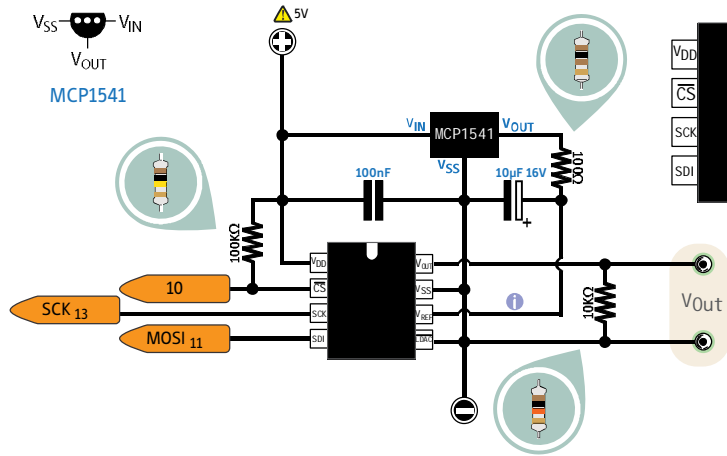 VSS VIN
VOUT
MCP1541
5V
VIN MCP1541 VOUT
VSS
100nF 10µF 16V
+
100Ω
100KΩ
VDD VOUT
CS VSS
SCK VREF
SDI LDAC
10
SCK 13
MOSI 11
i
10KΩ
VOut
VDD
CS
SCK
SDI